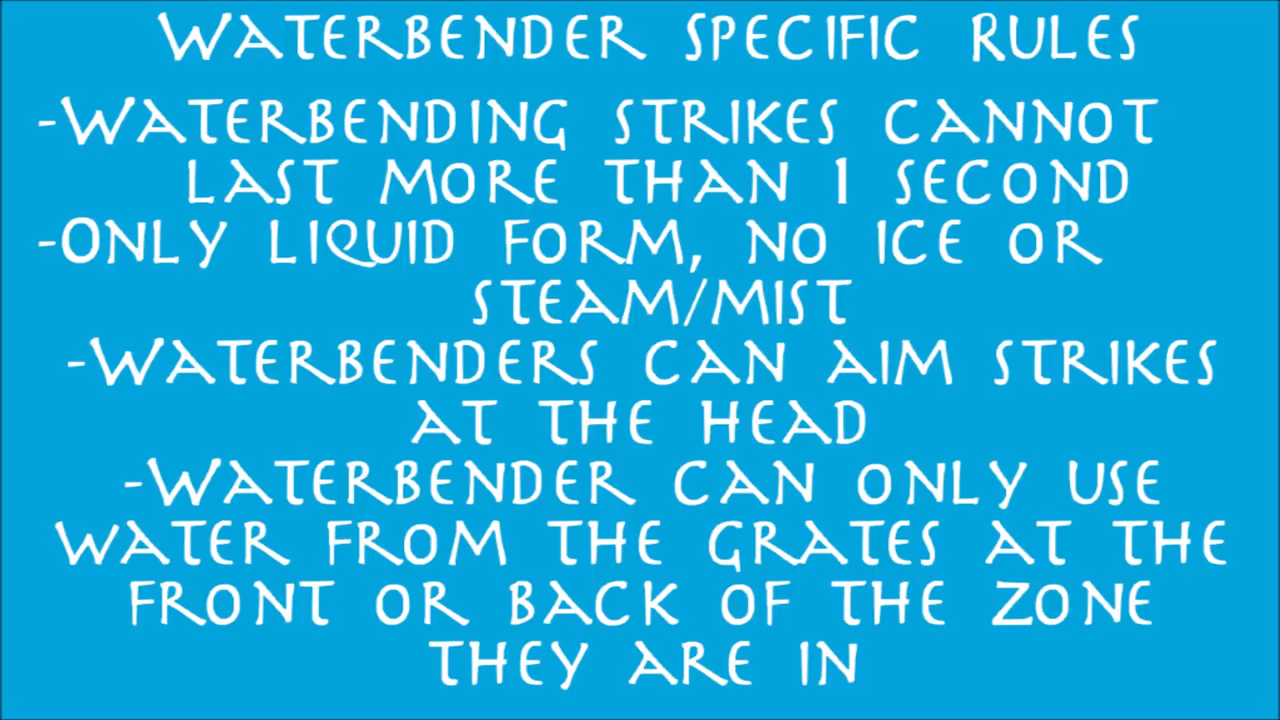 Waterbender Specific Rules
-Waterbending strikes cannot
last more than 1 second
-Only liquid form, no ice or
steam/mist
-Waterbenders can aim strikes
at the head
-Waterbender can only use
water from the grates at the
front or back of the zone
they are in